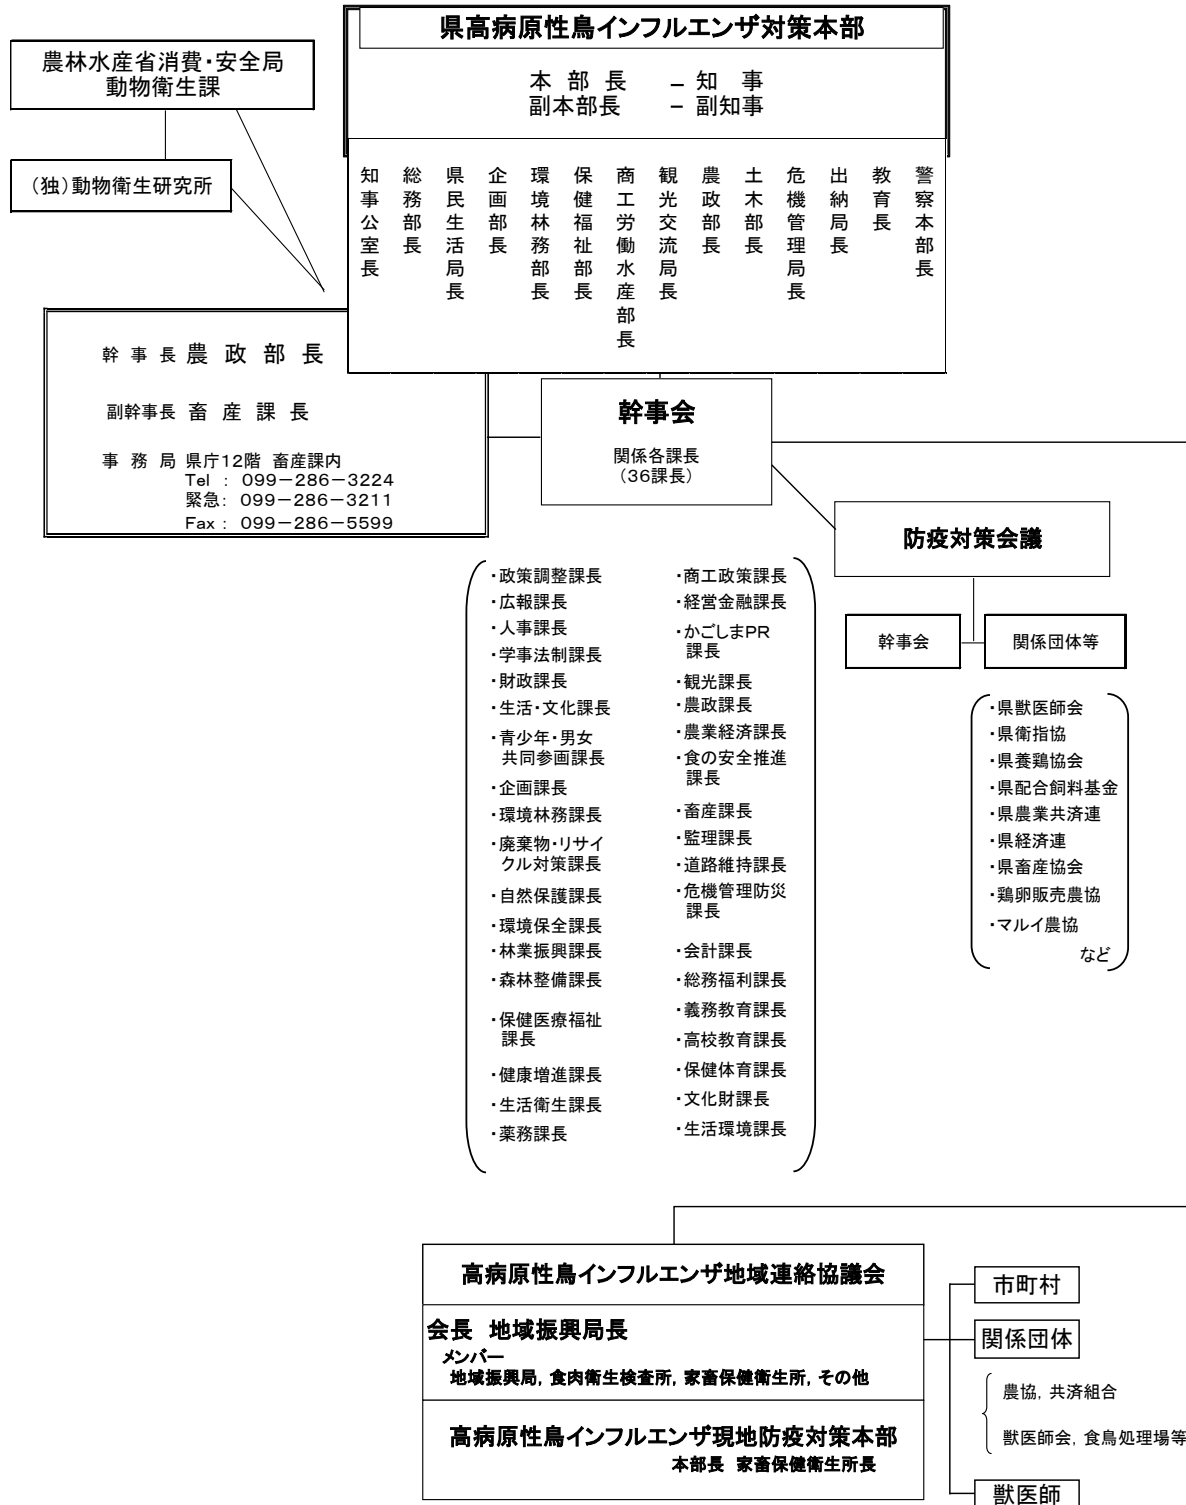 県高病原性鳥インフルエンザ対策本部
本 部 長 － 知 事
副本部長 － 副知事
農林水産省消費・安全局
動物衛生課
（独）動物衛生研究所
知事公室長
総務部長
県民生活局長
企画部長
環境林務部長
保健福祉部長
商工労働水産部長
観光交流局長
農政部長
土木部長
危機管理局長
出納局長
教育長
警察本部長
幹 事 長 農 政 部 長
副幹事長 畜 産 課 長
事 務 局 県庁12階 畜産課内
Tel : 099－286－3224
緊急: 099－286－3211
Fax : 099－286－5599
幹事会
関係各課長
（36課長）
防疫対策会議
幹事会
関係団体等
・政策調整課長
・広報課長
・人事課長
・学事法制課長
・財政課長
・生活・文化課長
・青少年・男女
共同参画課長
・企画課長
・環境林務課長
・廃棄物・リサイ
クル対策課長
・自然保護課長
・環境保全課長
・林業振興課長
・森林整備課長
・保健医療福祉
課長
・健康増進課長
・生活衛生課長
・薬務課長
・商工政策課長
・経営金融課長
・かごしまPR
課長
・観光課長
・農政課長
・農業経済課長
・食の安全推進
課長
・畜産課長
・監理課長
・道路維持課長
・危機管理防災
課長
・会計課長
・総務福利課長
・義務教育課長
・高校教育課長
・保健体育課長
・文化財課長
・生活環境課長
・県獣医師会
・県衛指協
・県養鶏協会
・県配合飼料基金
・県農業共済連
・県経済連
・県畜産協会
・鶏卵販売農協
・マルイ農協
など
高病原性鳥インフルエンザ地域連絡協議会
会長 地域振興局長
メンバー
地域振興局, 食肉衛生検査所, 家畜保健衛生所, その他
高病原性鳥インフルエンザ現地防疫対策本部
本部長 家畜保健衛生所長
市町村
関係団体
農協, 共済組合
獣医師会, 食鳥処理場等
獣医師